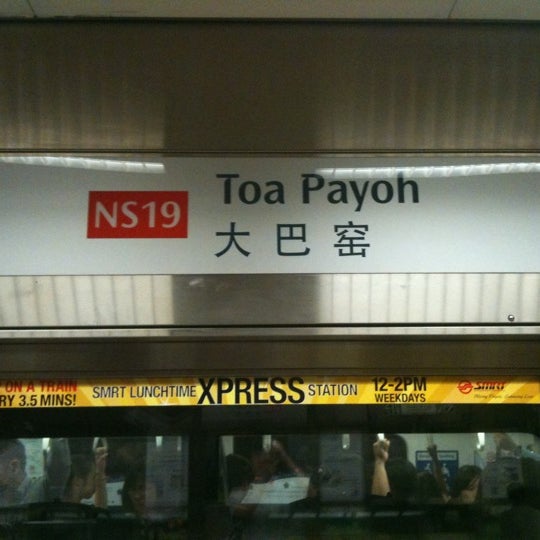 NS19
Toa Payoh
大巴窑
ON A TRAIN
RY 3.5 MINS!
SMRT LUNCHTIME XPRESS STATION
12-2PM
WEEKDAYS
SMRT